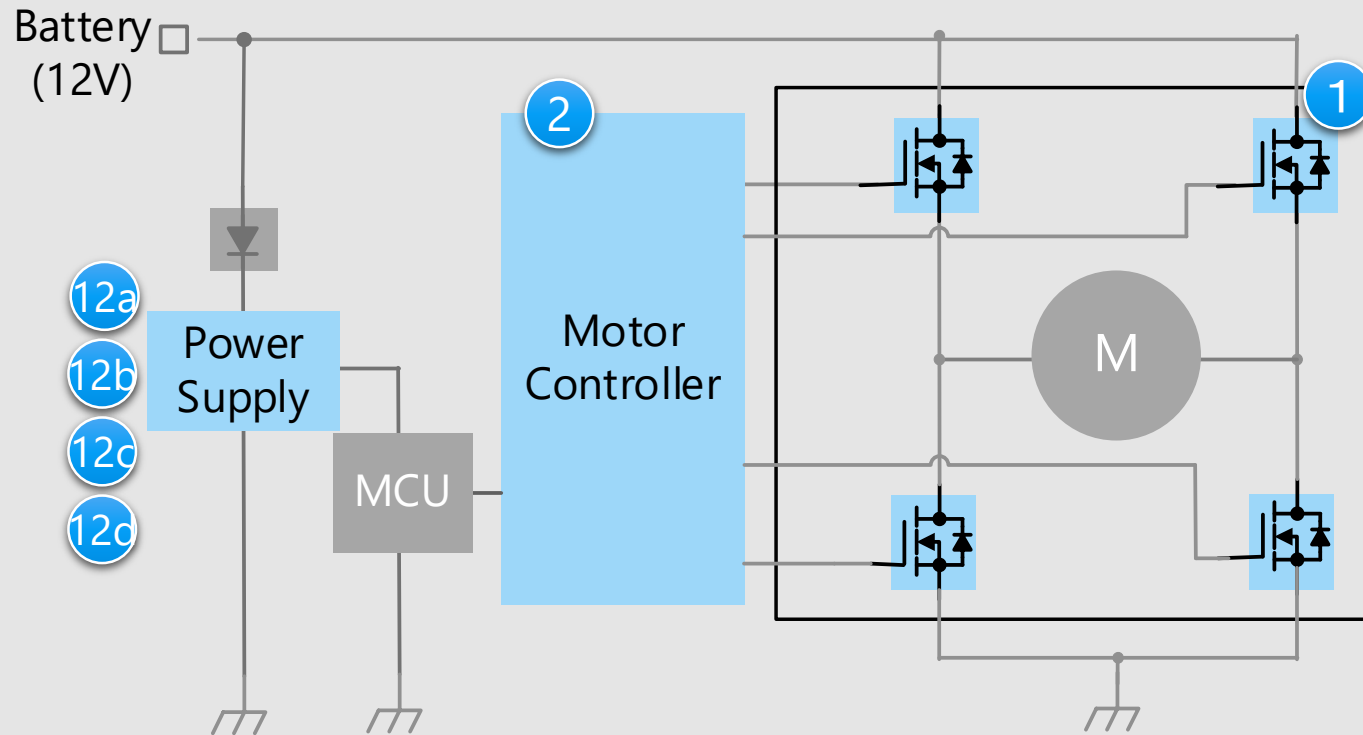 Battery
(12V)
1
2
12a
12b
12c
12d
Power
Supply
Motor
Controller
M
MCU